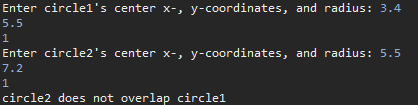 Enter circle1's center x-, y-coordinates, and radius: 3.4
5.5
1
Enter circle2's center x-, y-coordinates, and radius: 5.5
7.2
1
circle2 does not overlap circle1